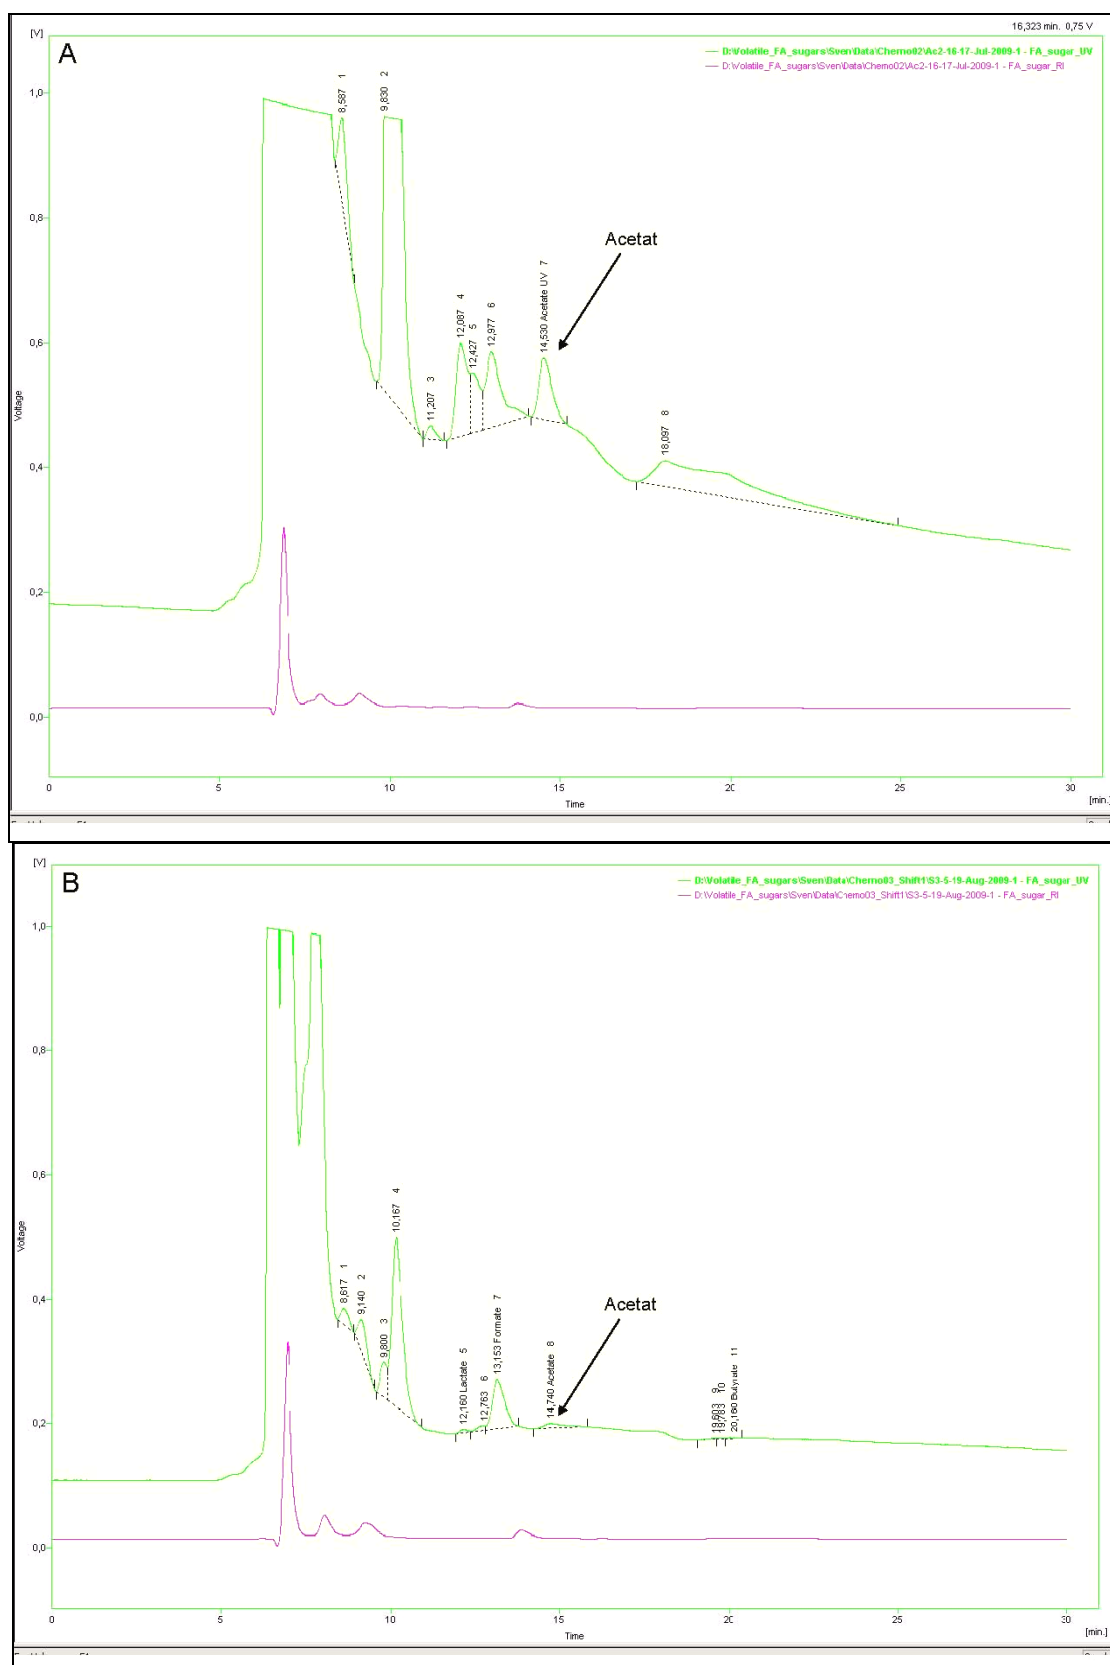 16,323 min. 0,75 V
[V]
A
D:\Volatile_FA_sugars\Sven\Data\Chemo02\Ac2-16-17-Jul-2009-1 - FA_sugar_UV
D:\Volatile_FA_sugars\Sven\Data\Chemo02\Ac2-16-17-Jul-2009-1 - FA_sugar_RI
1,0
0,8
0,6
0,4
0,2
0,0
Voltage
8,587 1
9,830 2
11,207 3
12,087 4
12,427 5
12,977 6
14,530 Acetate UV 7
18,097 8
Acetat
0
5
10
15
20
25
30
Time
[min.]
[V]
B
D:\Volatile_FA_sugars\Sven\Data\Chemo03_Shift1\S3-5-19-Aug-2009-1 - FA_sugar_UV
D:\Volatile_FA_sugars\Sven\Data\Chemo03_Shift1\S3-5-19-Aug-2009-1 - FA_sugar_RI
1,0
0,8
0,6
0,4
0,2
0,0
Voltage
8,617 1
9,140 2
9,800 3
10,167 4
12,160 Lactate 5
12,763 6
13,153 Formate 7
14,740 Acetate 8
19,603 9
19,783 10
20,160 Butyrate 11
Acetat
0
5
10
15
20
25
30
Time
[min.]